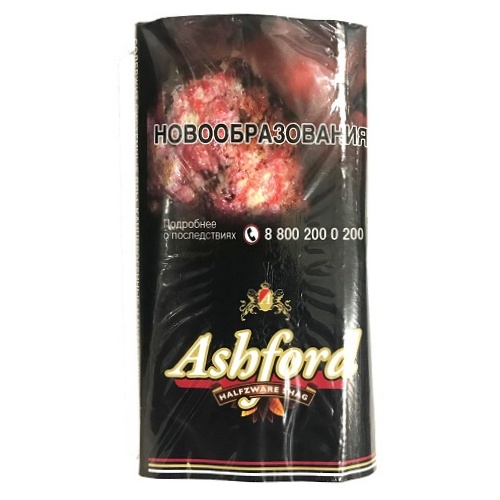 НОВООБРАЗОВАНИЯ
Подробнее
о последствиях
8 800 200 0 200
Ashford
HALFZWARE SHAG